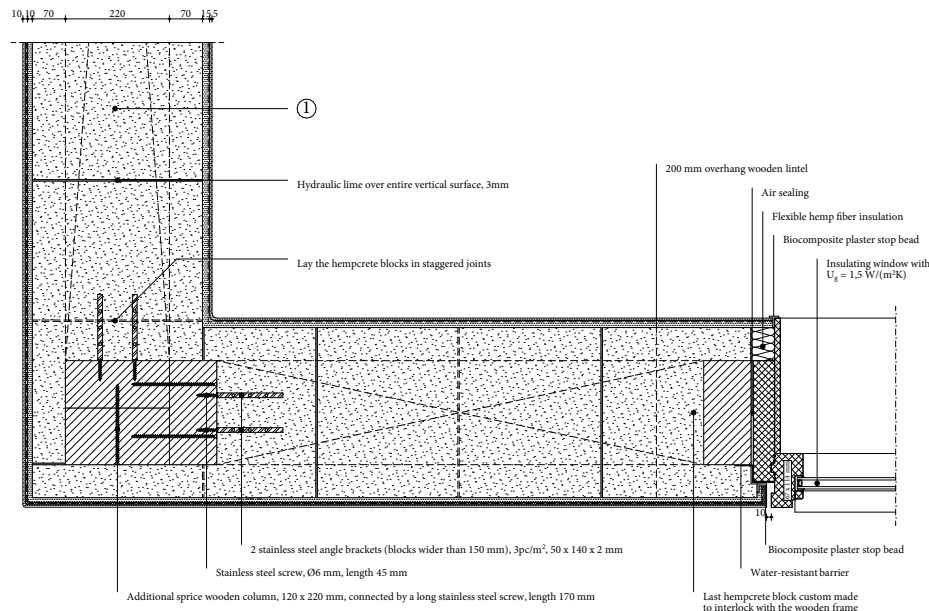 10 10 70 220 70 15 5
1
Hydraulic lime over entire vertical surface, 3mm
Lay the hempcrete blocks in staggered joints
200 mm overhang wooden lintel
Air sealing
Flexible hemp fiber insulation
Biocomposite plaster stop bead
Insulating window with
Ug = 1,5 W/(m²K)
10
2 stainless steel angle brackets (blocks wider than 150 mm), 3pc/m², 50 x 140 x 2 mm
Biocomposite plaster stop bead
Stainless steel screw, Ø6 mm, length 45 mm
Water-resistant barrier
Additional sprice wooden column, 120 x 220 mm, connected by a long stainless steel screw, length 170 mm
Last hempcrete block custom made
to interlock with the wooden frame